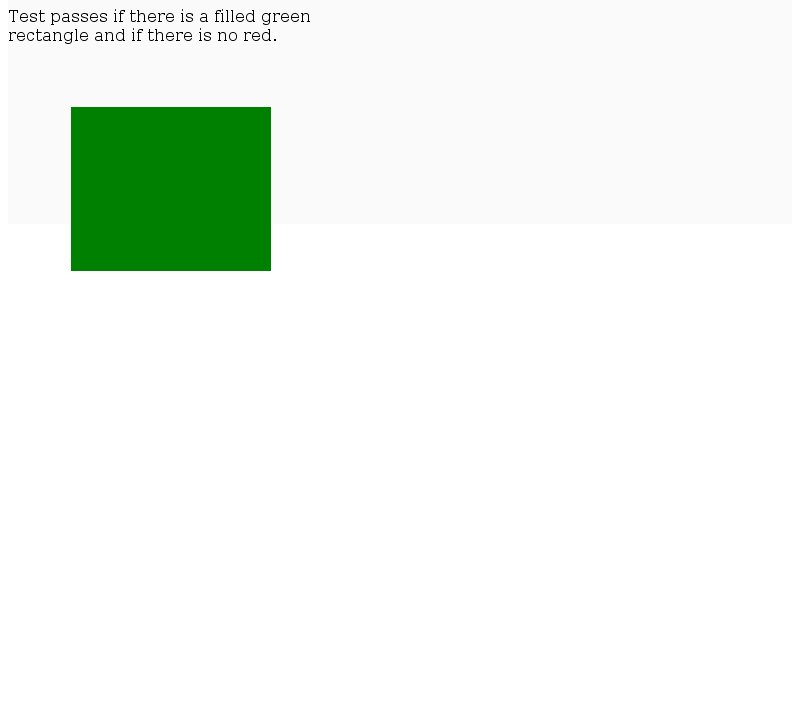 Test passes if there is a filled green
rectangle and if there is no red.